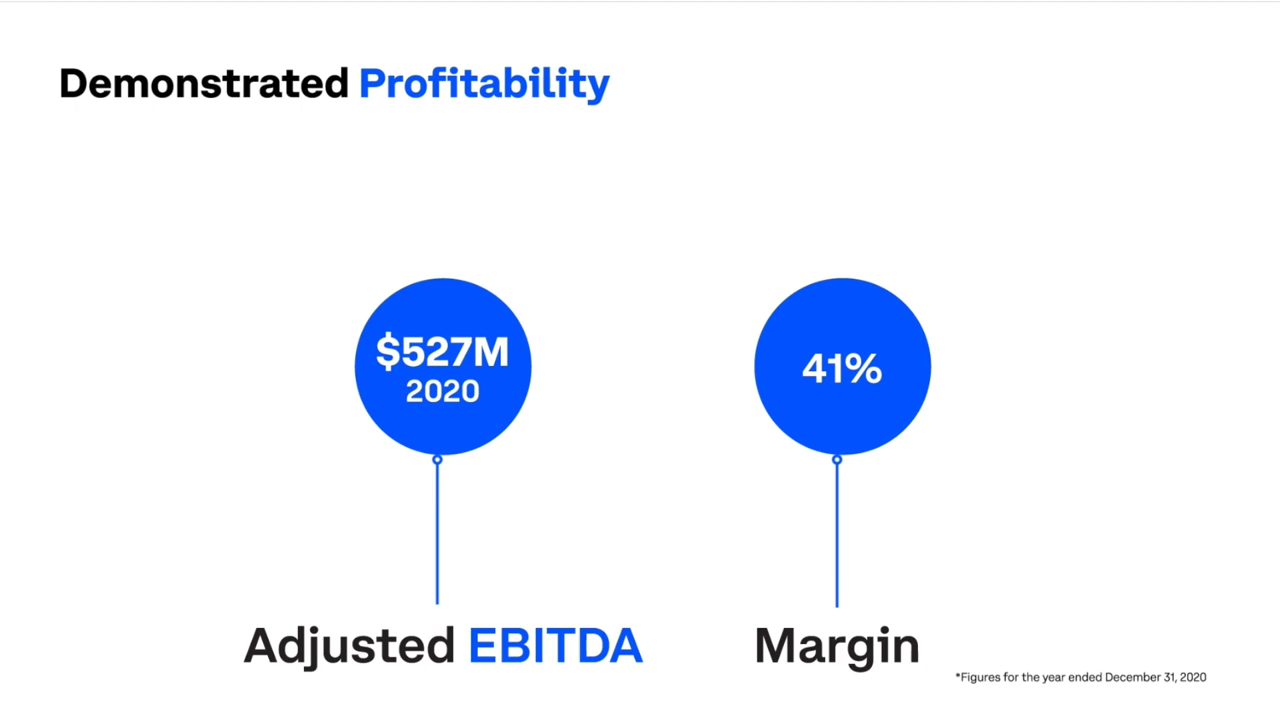 Demonstrated Profitability
$527M
2020
41%
Adjusted EBITDA
Margin
*Figures for the year ended December 31, 2020